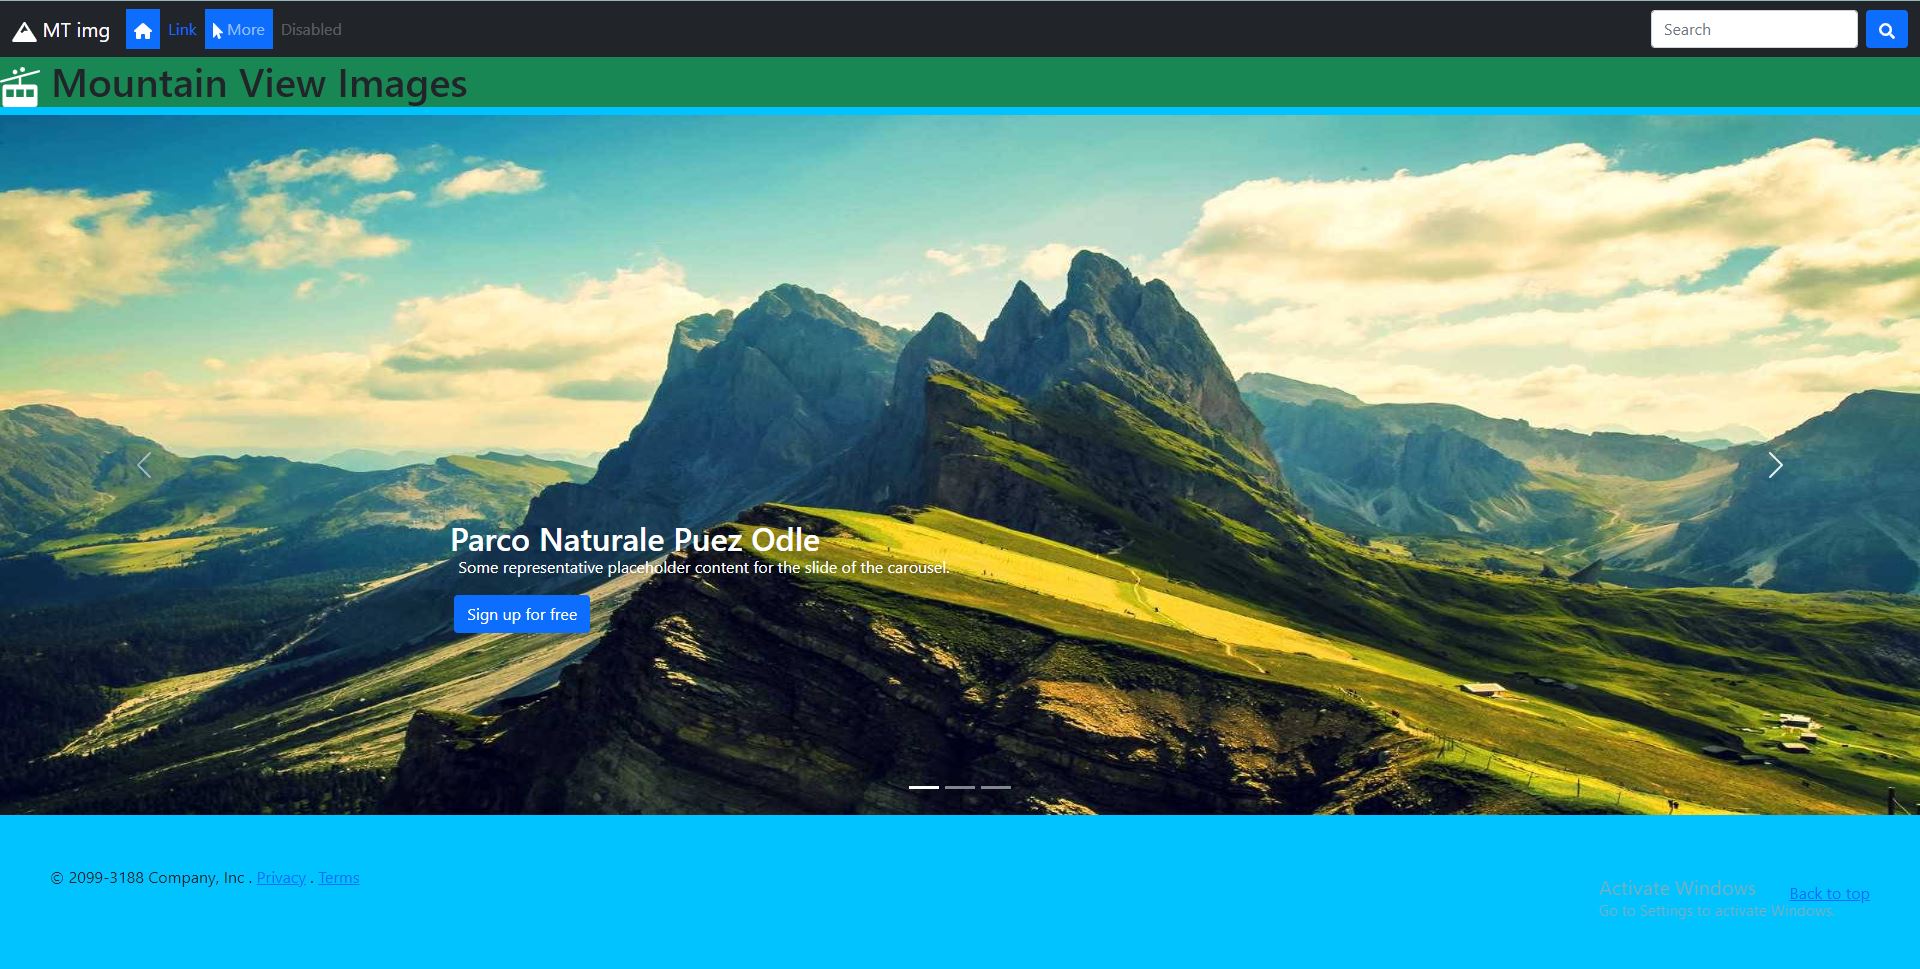 MT img
Link
More
Disabled
Search
Mountain View Images
Parco Naturale Puez Odle
Some representative placeholder content for the slide of the carousel.
Sign up for free
© 2099-3188 Company, Inc . Privacy . Terms
Activate Windows
Go to Settings to activate Windows.
Back to top